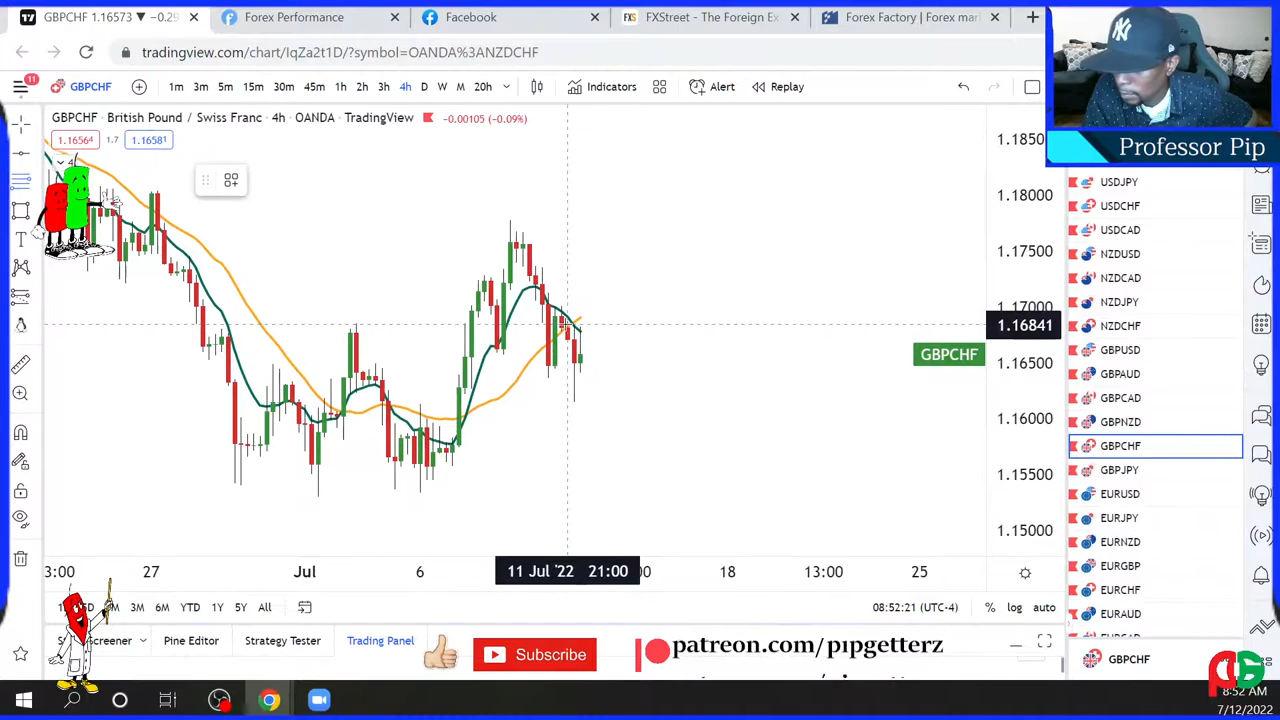 GBPCHF 1.16573 ▼ −0.29
Forex Performance
Facebook
FXStreet - The Foreign Ex
Forex Factory | Forex mar
tradingview.com/chart/IqZa2t1D/?symbol=OANDA%3ANZDCHF
11
GBPCHF
1m 3m 5m 15m 30m 45m 1h 2h 3h 4h D W M 20h
Indicators
Alert
Replay
GBPCHF · British Pound / Swiss Franc · 4h · OANDA · TradingView
−0.00105 (−0.09%)
1.16564
1.7
1.16581
4
Professor Pip
1.18500
1.18000
1.17500
1.17000
1.16841
1.16500
1.16000
1.15500
1.15000
GBPCHF
USDJPY
USDCHF
USDCAD
NZDUSD
NZDCAD
NZDJPY
NZDCHF
GBPUSD
GBPAUD
GBPCAD
GBPNZD
GBPCHF
GBPJPY
EURUSD
EURJPY
EURNZD
EURGBP
EURCHF
EURAUD
3:00 27 Jul 6 11 Jul '22 21:00 18 13:00 25
3M 6M YTD 1Y 5Y All
08:52:21 (UTC-4)
% log auto
Pine Editor
Strategy Tester
Trading Panel
Subscribe
patreon.com/pipgetterz
GBPCHF
PG
8:52 AM
7/12/2022